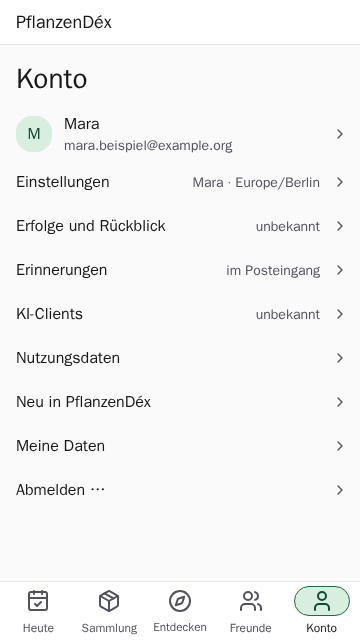 PflanzenDéx
Konto
M
Mara
mara.beispiel@example.org
Einstellungen Mara · Europe/Berlin
Erfolge und Rückblick unbekannt
Erinnerungen im Posteingang
KI-Clients unbekannt
Nutzungsdaten
Neu in PflanzenDéx
Meine Daten
Abmelden ···
Heute Sammlung Entdecken Freunde Konto